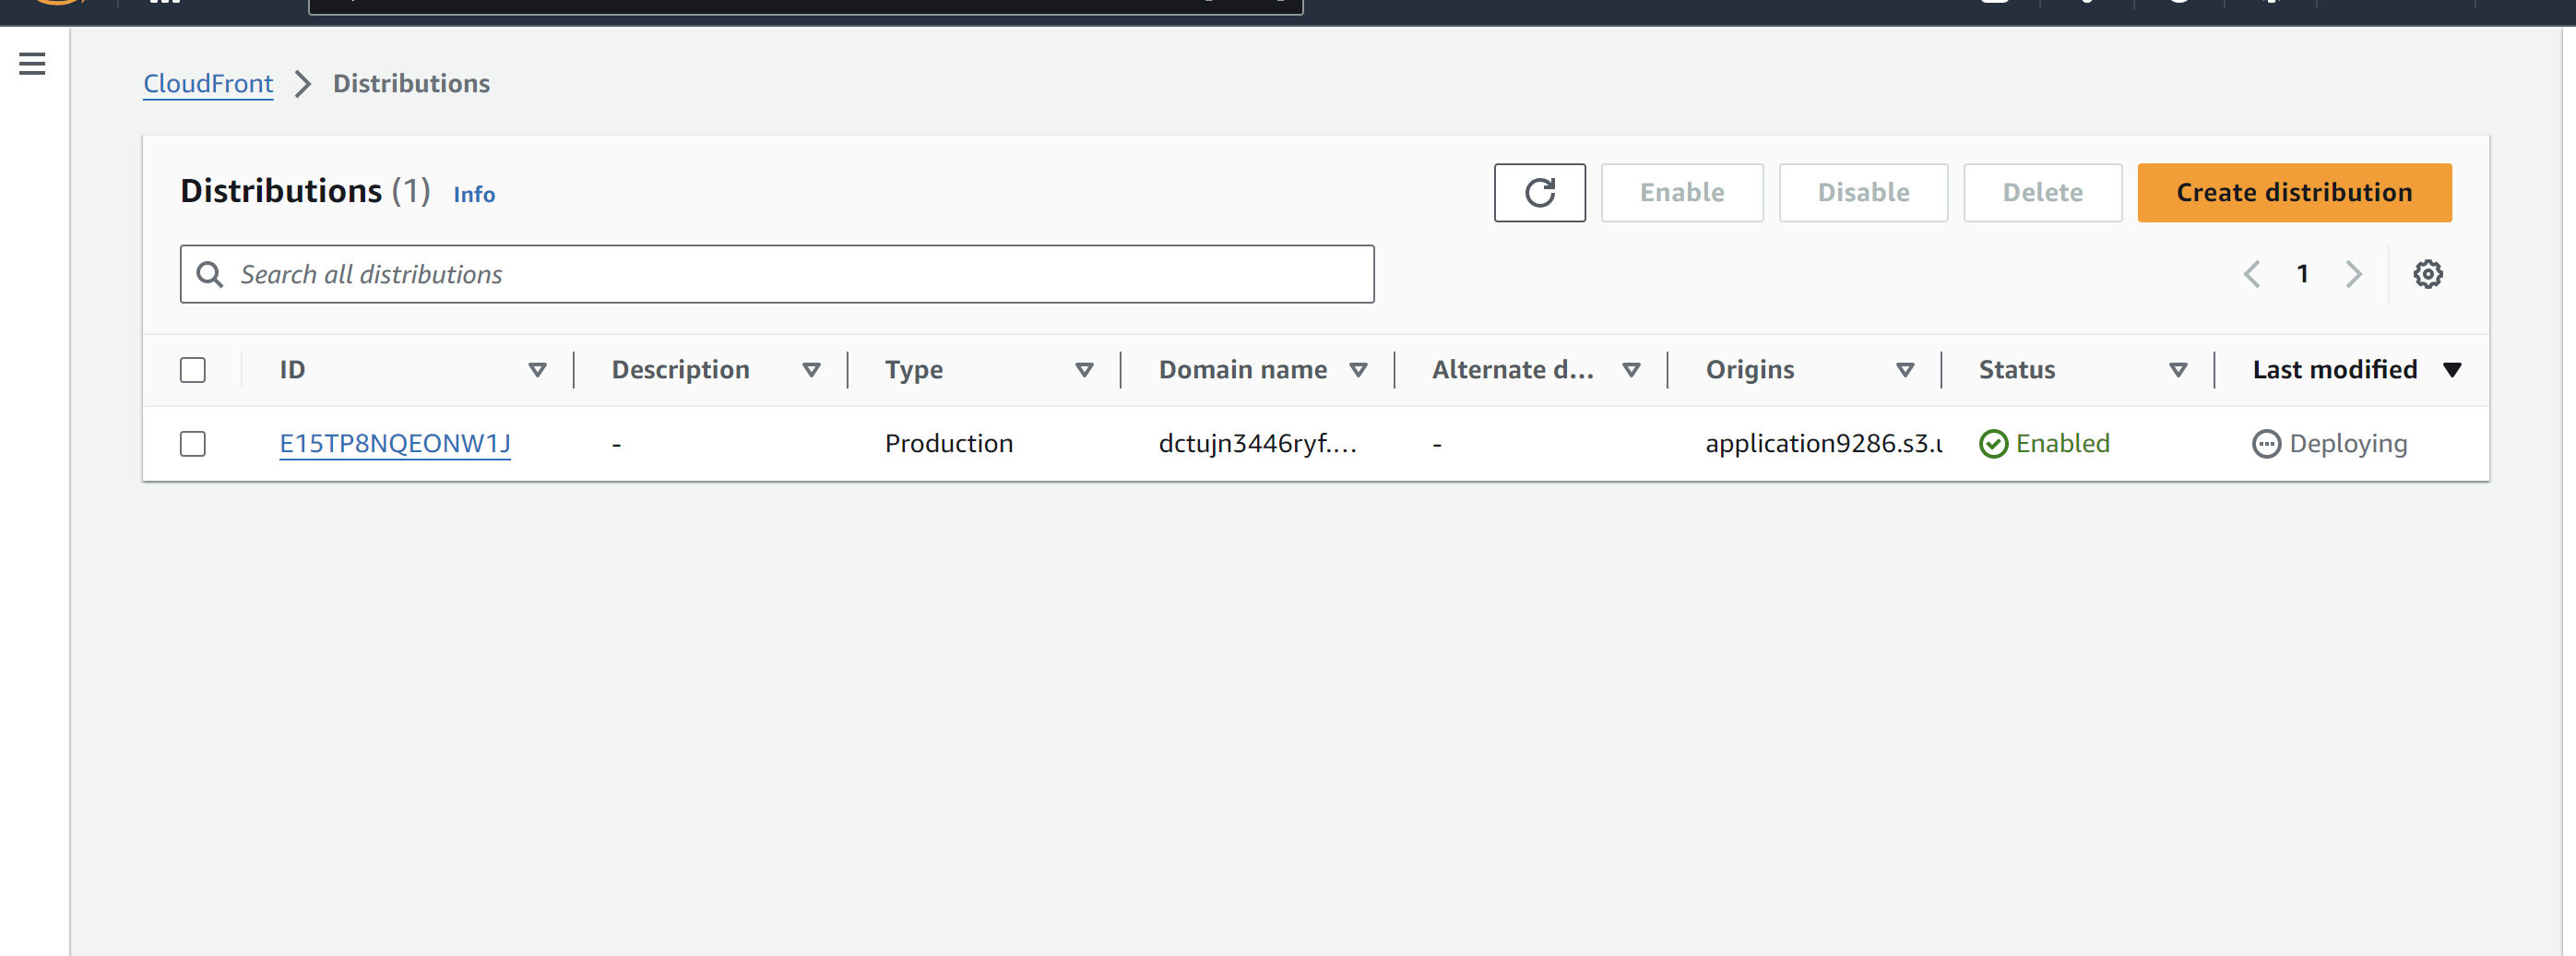 CloudFront > Distributions
Distributions (1) Info
Enable Disable Delete Create distribution
Search all distributions
1
ID Description Type Domain name Alternate d... Origins Status Last modified
E15TP8NQEONW1J - Production dctujn3446ryf.... - application9286.s3.u Enabled Deploying